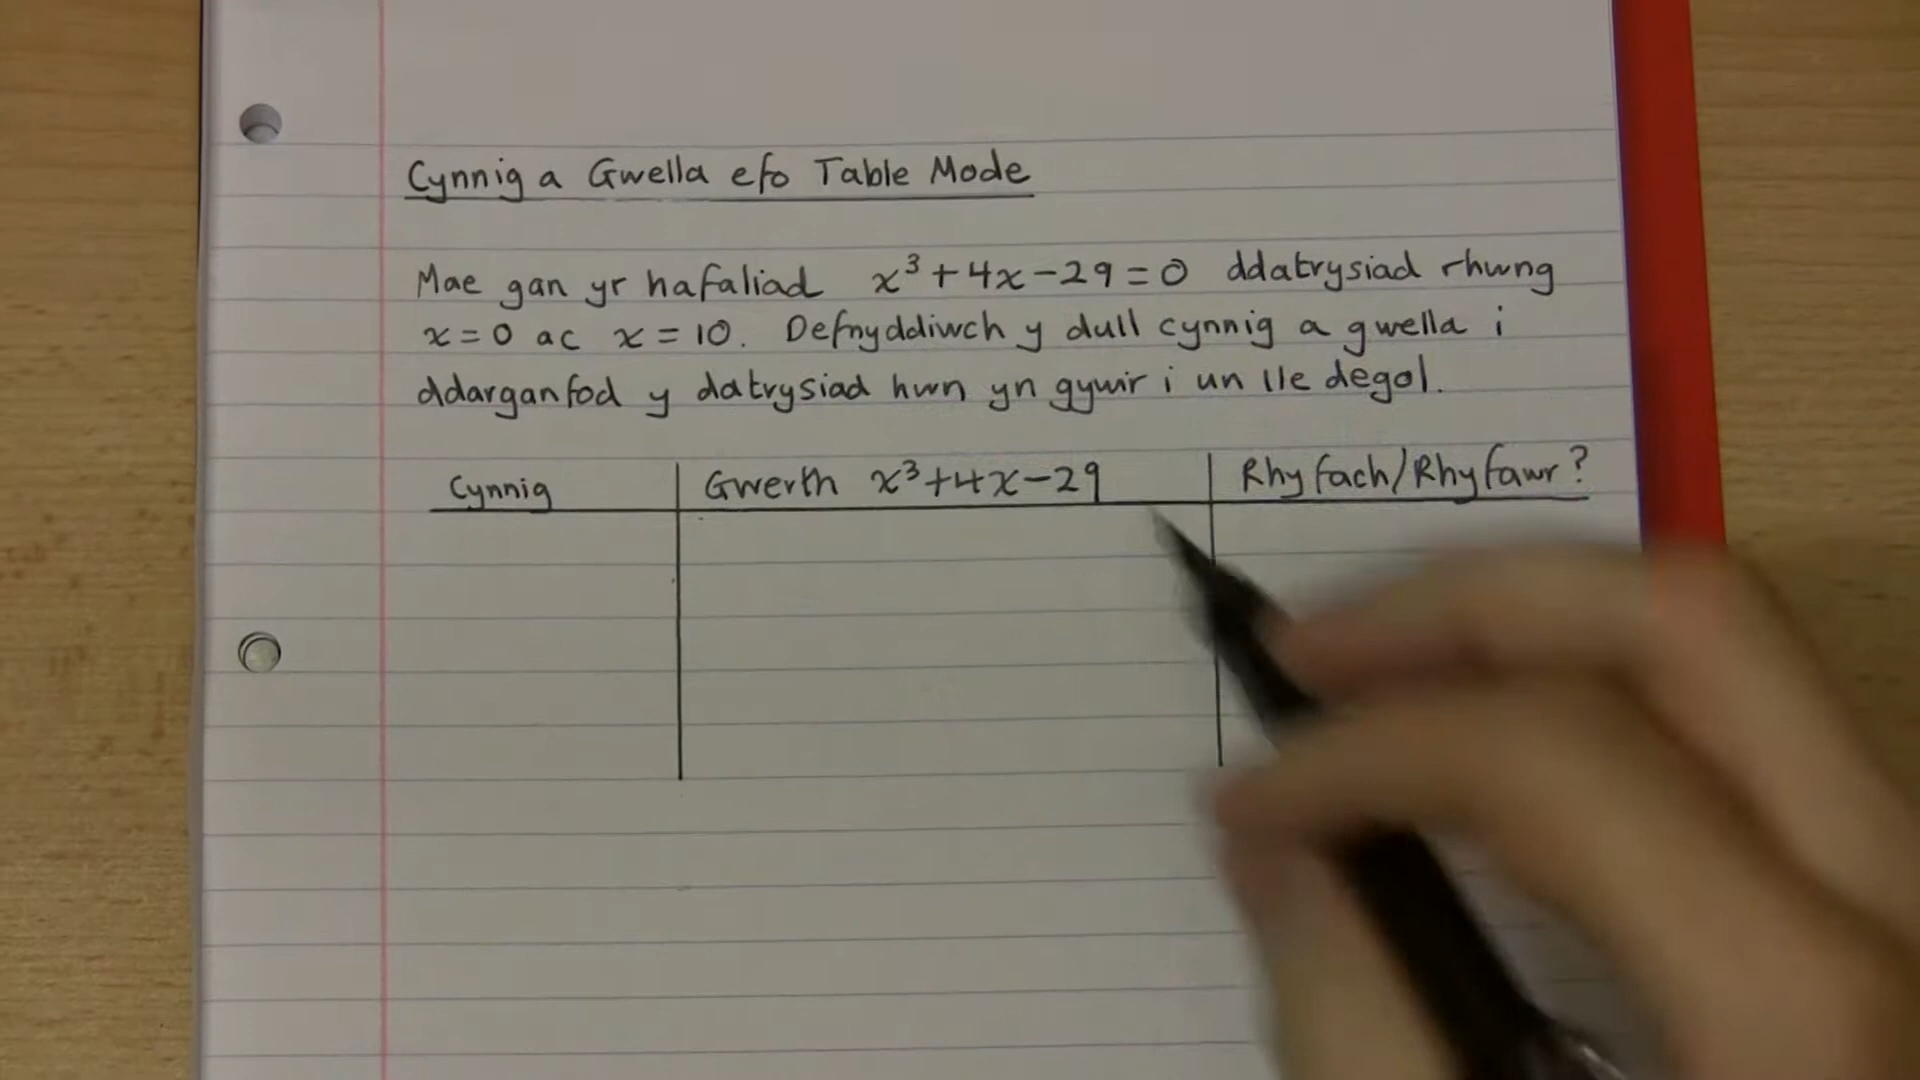 Cynnig a Gwella efo Table Mode
Mae gan yr hafaliad x³+4x-29=0 ddatrysiad rhwng
x=0 ac x=10. Defnyddiwch y dull cynnig a gwella i
ddarganfod y datrysiad hwn yn gywir i un lle degol.
Cynnig Gwerth x³+4x-29 Rhy fach/Rhy fawr?